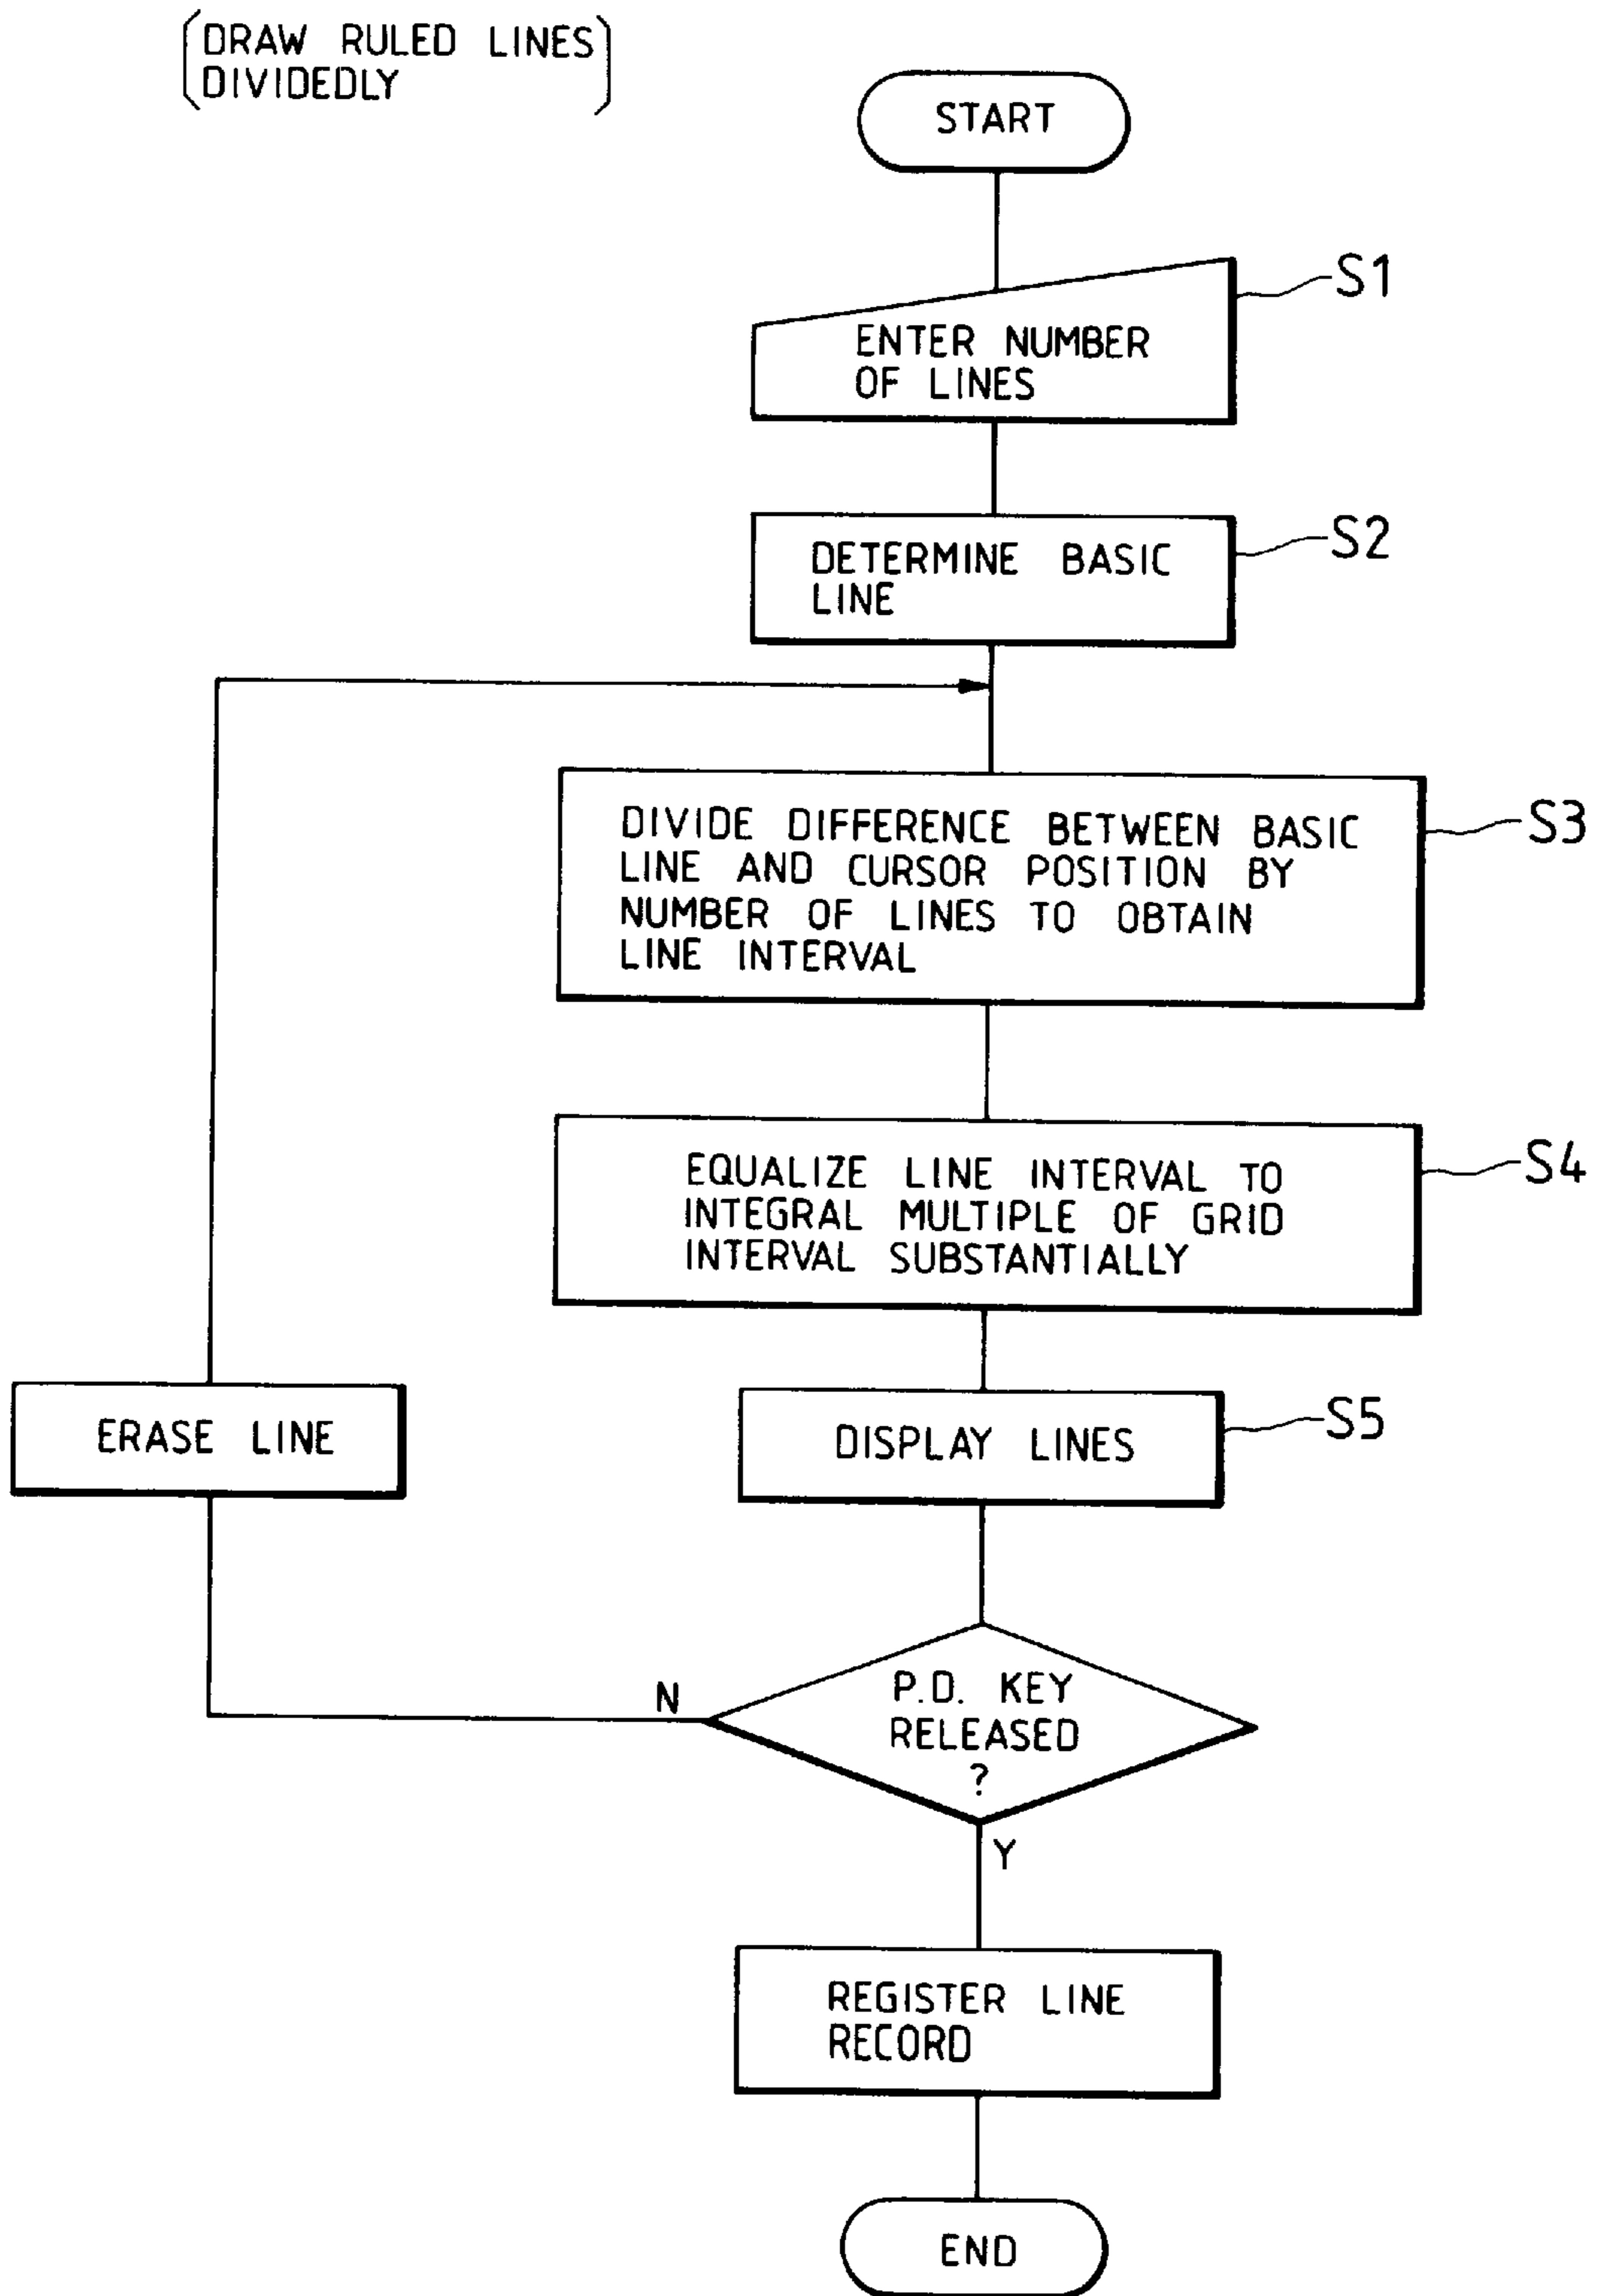 DRAW RULED LINES
DIVIDEDLY
START
S1
ENTER NUMBER
OF LINES
S2
DETERMINE BASIC
LINE
S3
DIVIDE DIFFERENCE BETWEEN BASIC
LINE AND CURSOR POSITION BY
NUMBER OF LINES TO OBTAIN
LINE INTERVAL
S4
EQUALIZE LINE INTERVAL TO
INTEGRAL MULTIPLE OF GRID
INTERVAL SUBSTANTIALLY
ERASE LINE
DISPLAY LINES
S5
N
P.D. KEY
RELEASED
?
Y
REGISTER LINE
RECORD
END